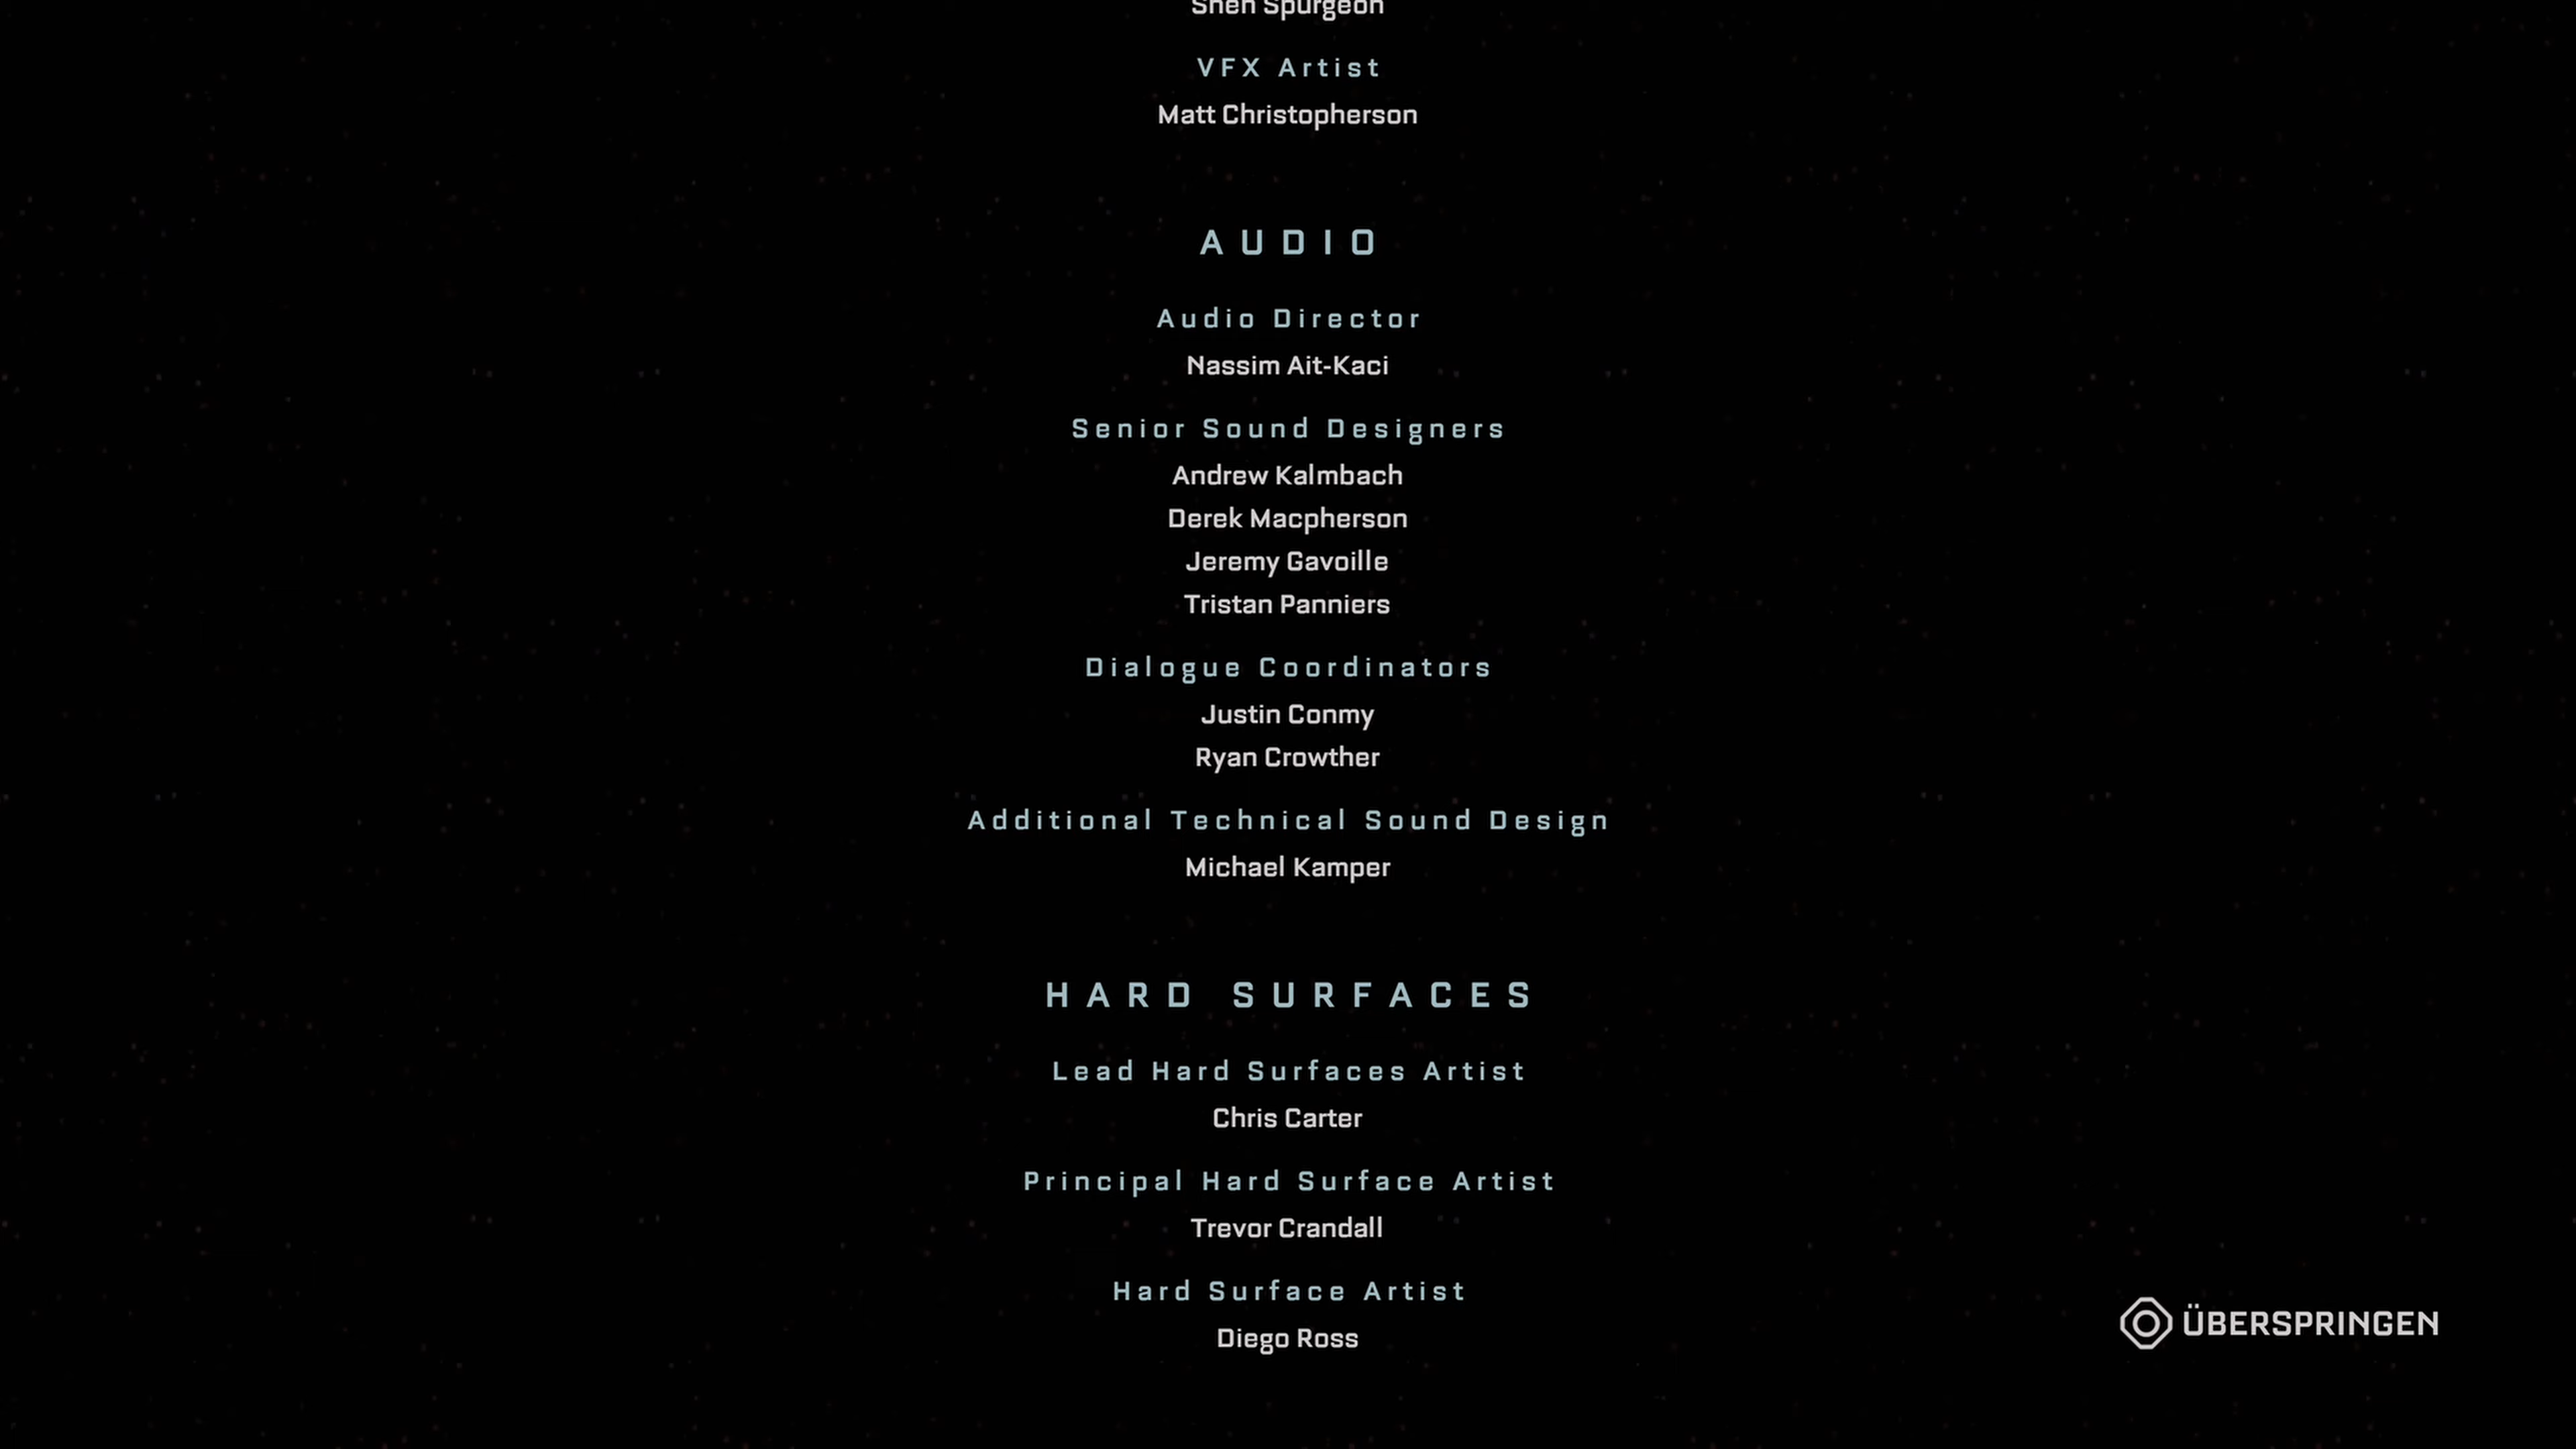 Spurgeon
VFX Artist
Matt Christopherson
AUDIO
Audio Director
Nassim Ait-Kaci
Senior Sound Designers
Andrew Kalmbach
Derek Macpherson
Jeremy Gavoille
Tristan Panniers
Dialogue Coordinators
Justin Conmy
Ryan Crowther
Additional Technical Sound Design
Michael Kamper
HARD SURFACES
Lead Hard Surfaces Artist
Chris Carter
Principal Hard Surface Artist
Trevor Crandall
Hard Surface Artist
Diego Ross
ÜBERSPRINGEN